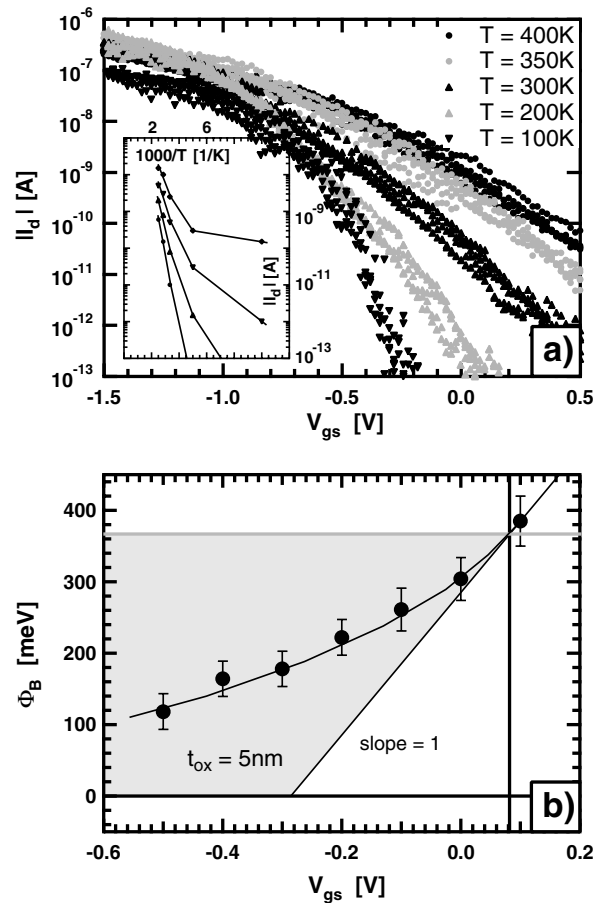 10⁻⁶
10⁻⁷
10⁻⁸
10⁻⁹
10⁻¹⁰
10⁻¹¹
10⁻¹²
10⁻¹³
|I_d| [A]
T = 400K
T = 350K
T = 300K
T = 200K
T = 100K
3 6 9
1000/T [1/K]
10⁻⁹
10⁻¹¹
10⁻¹³
|I_d| [A]
a)
-1.5 -1.0 -0.5 0.0 0.5
V_gs [V]
400
300
200
100
0
Φ_B [meV]
t_ox = 5nm
slope = 1
b)
-0.6 -0.4 -0.2 0.0 0.2
V_gs [V]